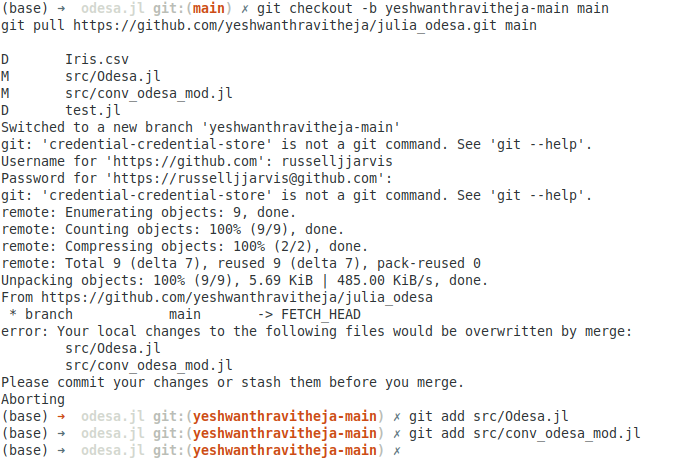 (base) ➜  odesa.jl git:(main) ✗ git checkout -b yeshwanthravitheja-main main
git pull https://github.com/yeshwanthravitheja/julia_odesa.git main
D       Iris.csv
M       src/Odesa.jl
M       src/conv_odesa_mod.jl
D       test.jl
Switched to a new branch 'yeshwanthravitheja-main'
git: 'credential-credential-store' is not a git command. See 'git --help'.
Username for 'https://github.com': russelljjarvis
Password for 'https://russelljjarvis@github.com':
git: 'credential-credential-store' is not a git command. See 'git --help'.
remote: Enumerating objects: 9, done.
remote: Counting objects: 100% (9/9), done.
remote: Compressing objects: 100% (2/2), done.
remote: Total 9 (delta 7), reused 9 (delta 7), pack-reused 0
Unpacking objects: 100% (9/9), 5.69 KiB | 485.00 KiB/s, done.
From https://github.com/yeshwanthravitheja/julia_odesa
 * branch            main       -> FETCH_HEAD
error: Your local changes to the following files would be overwritten by merge:
        src/Odesa.jl
        src/conv_odesa_mod.jl
Please commit your changes or stash them before you merge.
Aborting
(base) ➜  odesa.jl git:(yeshwanthravitheja-main) ✗ git add src/Odesa.jl
(base) ➜  odesa.jl git:(yeshwanthravitheja-main) ✗ git add src/conv_odesa_mod.jl
(base) ➜  odesa.jl git:(yeshwanthravitheja-main) ✗